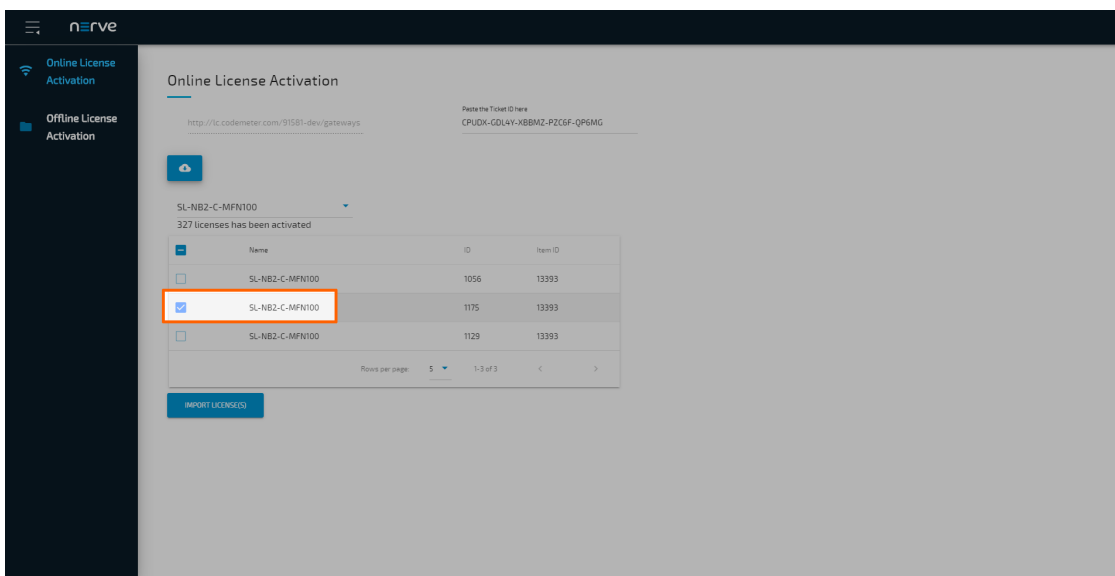 nerve
Online License
Activation
Offline License
Activation
Online License Activation
Paste the Ticket ID here
http://lc.codemeter.com/91581-dev/gateways
CPUDX-GDL4Y-XBBMZ-PZC6F-QP6MG
SL-NB2-C-MFN100
327 licenses has been activated
Name ID Item ID
SL-NB2-C-MFN100 1056 13393
SL-NB2-C-MFN100 1175 13393
SL-NB2-C-MFN100 1129 13393
Rows per page: 5 1-3 of 3
IMPORT LICENSE(S)